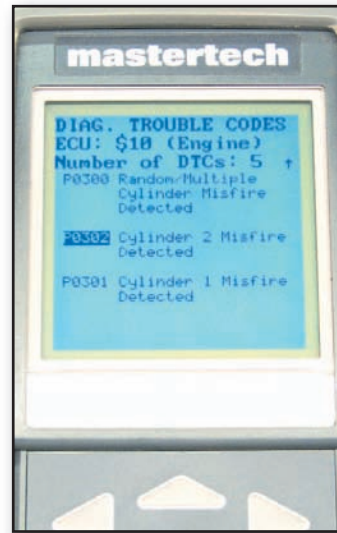 mastertech
DIAG. TROUBLE CODES
ECU: $10 (Engine)
Number of DTCs: 5 ↑
P0300 Random/Multiple
Cylinder Misfire
Detected
P0302 Cylinder 2 Misfire
Detected
P0301 Cylinder 1 Misfire
Detected